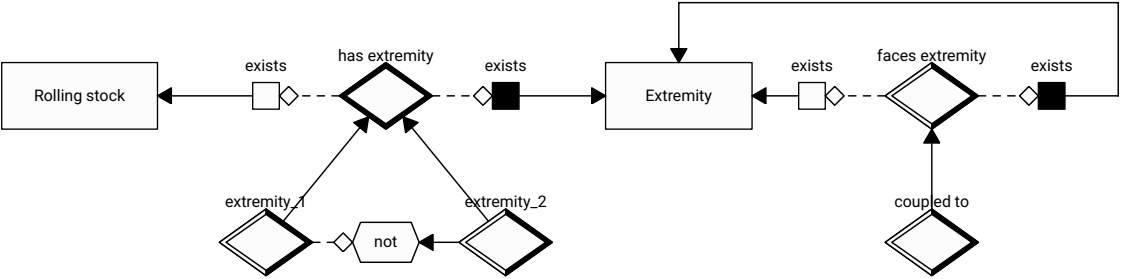 has extremity
faces extremity
exists
exists
exists
exists
Rolling stock
Extremity
extremity_1
extremity_2
coupled to
not